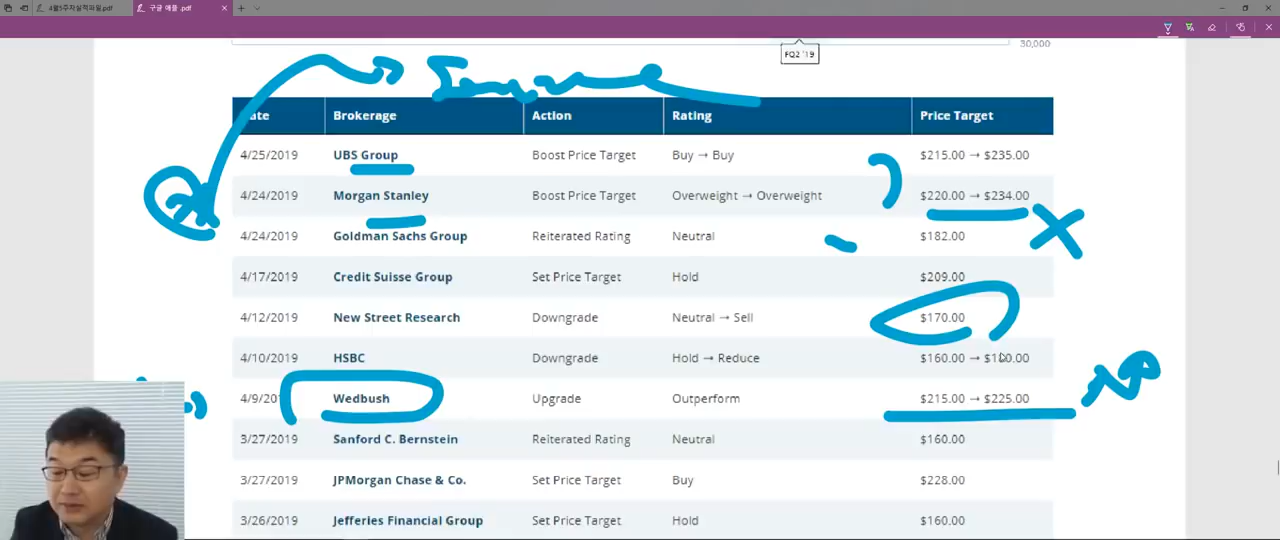 4월5주차실적파일.pdf
구글 애플 .pdf
30,000
FQ2 '19
Brokerage Action Rating Price Target
4/25/2019 UBS Group Boost Price Target Buy → Buy $215.00 → $235.00
4/24/2019 Morgan Stanley Boost Price Target Overweight → Overweight $220.00 → $234.00
4/24/2019 Goldman Sachs Group Reiterated Rating Neutral $182.00
4/17/2019 Credit Suisse Group Set Price Target Hold $209.00
4/12/2019 New Street Research Downgrade Neutral → Sell $170.00
4/10/2019 HSBC Downgrade Hold → Reduce $160.00 →
Wedbush Upgrade Outperform $215.00 → $225.00
3/27/2019 Sanford C. Bernstein Reiterated Rating Neutral $160.00
3/27/2019 JPMorgan Chase & Co. Set Price Target Buy $228.00
3/26/2019 Jefferies Financial Group Set Price Target Hold $160.00